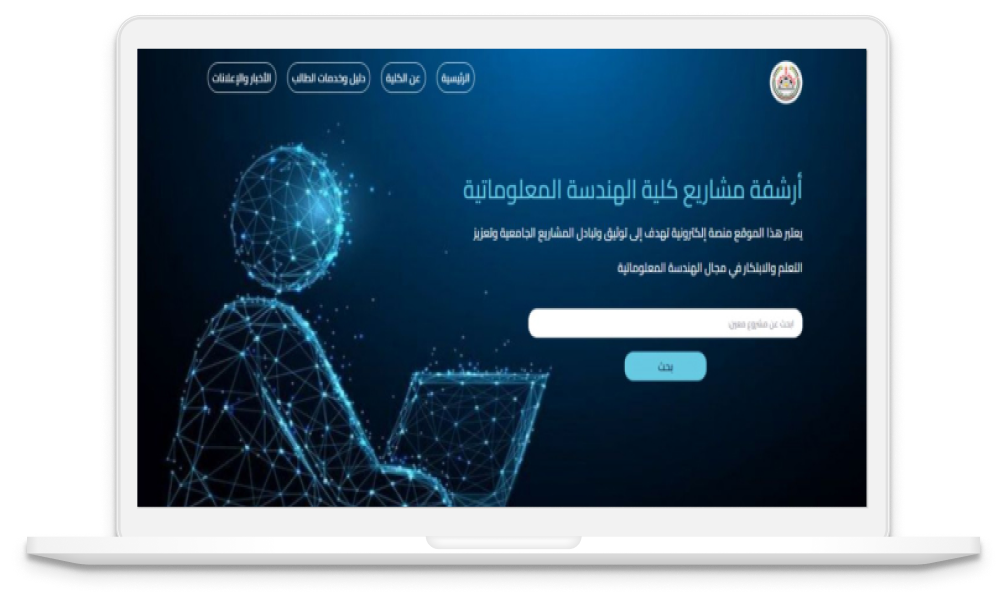 الرئيسية
عن الكلية
دليل وخدمات الطالب
الأخبار والإعلانات
أرشفة مشاريع كلية الهندسة المعلوماتية
يعتبر هذا الموقع منصة إلكترونية تهدف إلى توثيق وتبادل المشاريع الجامعية وتعزيز
التعلم والابتكار في مجال الهندسة المعلوماتية
ابحث عن مشروع معين
بحث